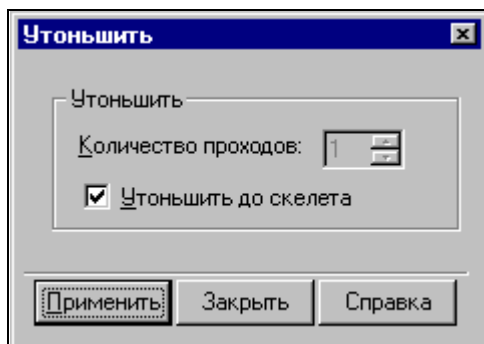 Утоньшить
Утоньшить
Количество проходов: 1
Утоньшить до скелета
Применить Закрыть Справка